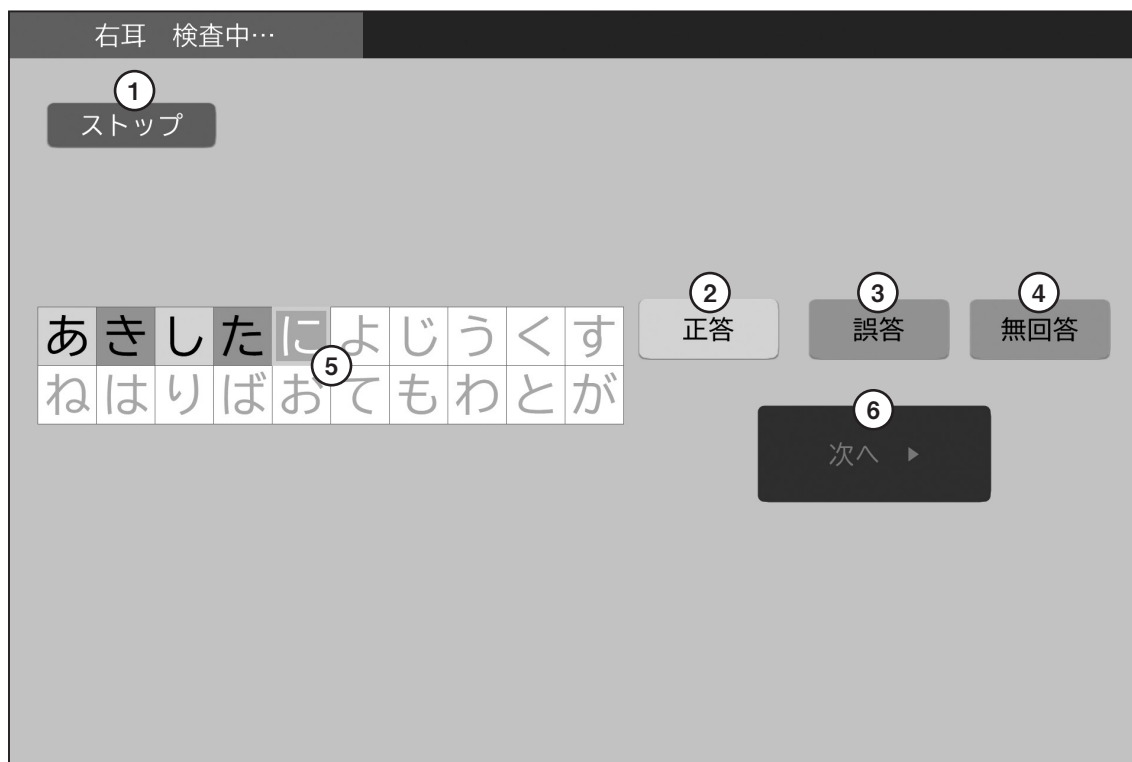 右耳 検査中…
①
ストップ
② ③ ④
正答 誤答 無回答
あきしたによじうくす
⑤
ねはりばおてもわとが
⑥
次へ ▶